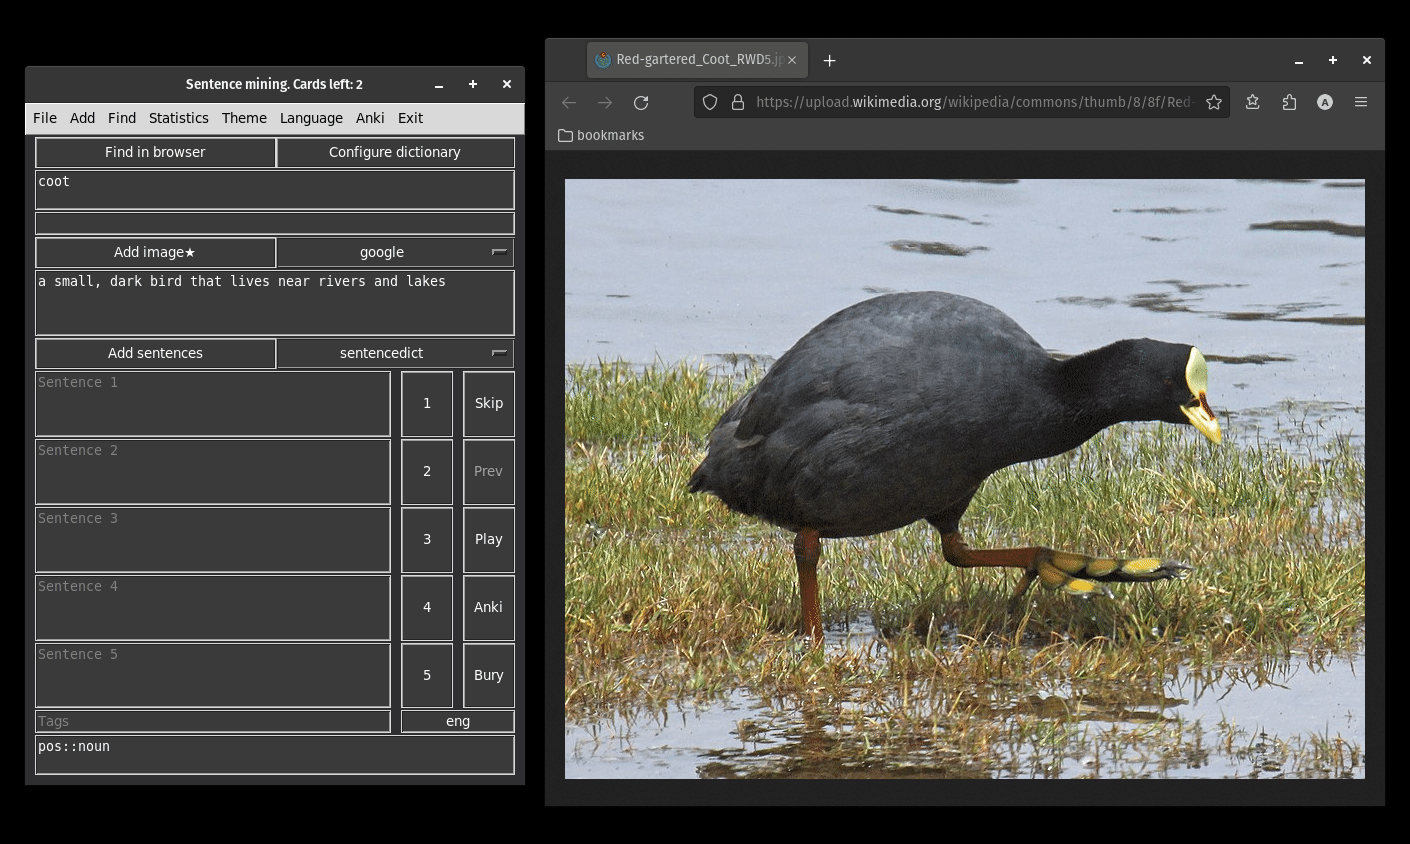 Sentence mining. Cards left: 2
File Add Find Statistics Theme Language Anki Exit
Find in browser Configure dictionary
coot
Add image★ google
a small, dark bird that lives near rivers and lakes
Add sentences sentencedict
Sentence 1 1 Skip
Sentence 2 2 Prev
Sentence 3 3 Play
Sentence 4 4 Anki
Sentence 5 5 Bury
Tags eng
pos::noun
Red-gartered_Coot_RWD5.jp
https://upload.wikimedia.org/wikipedia/commons/thumb/8/8f/Red-
A
bookmarks